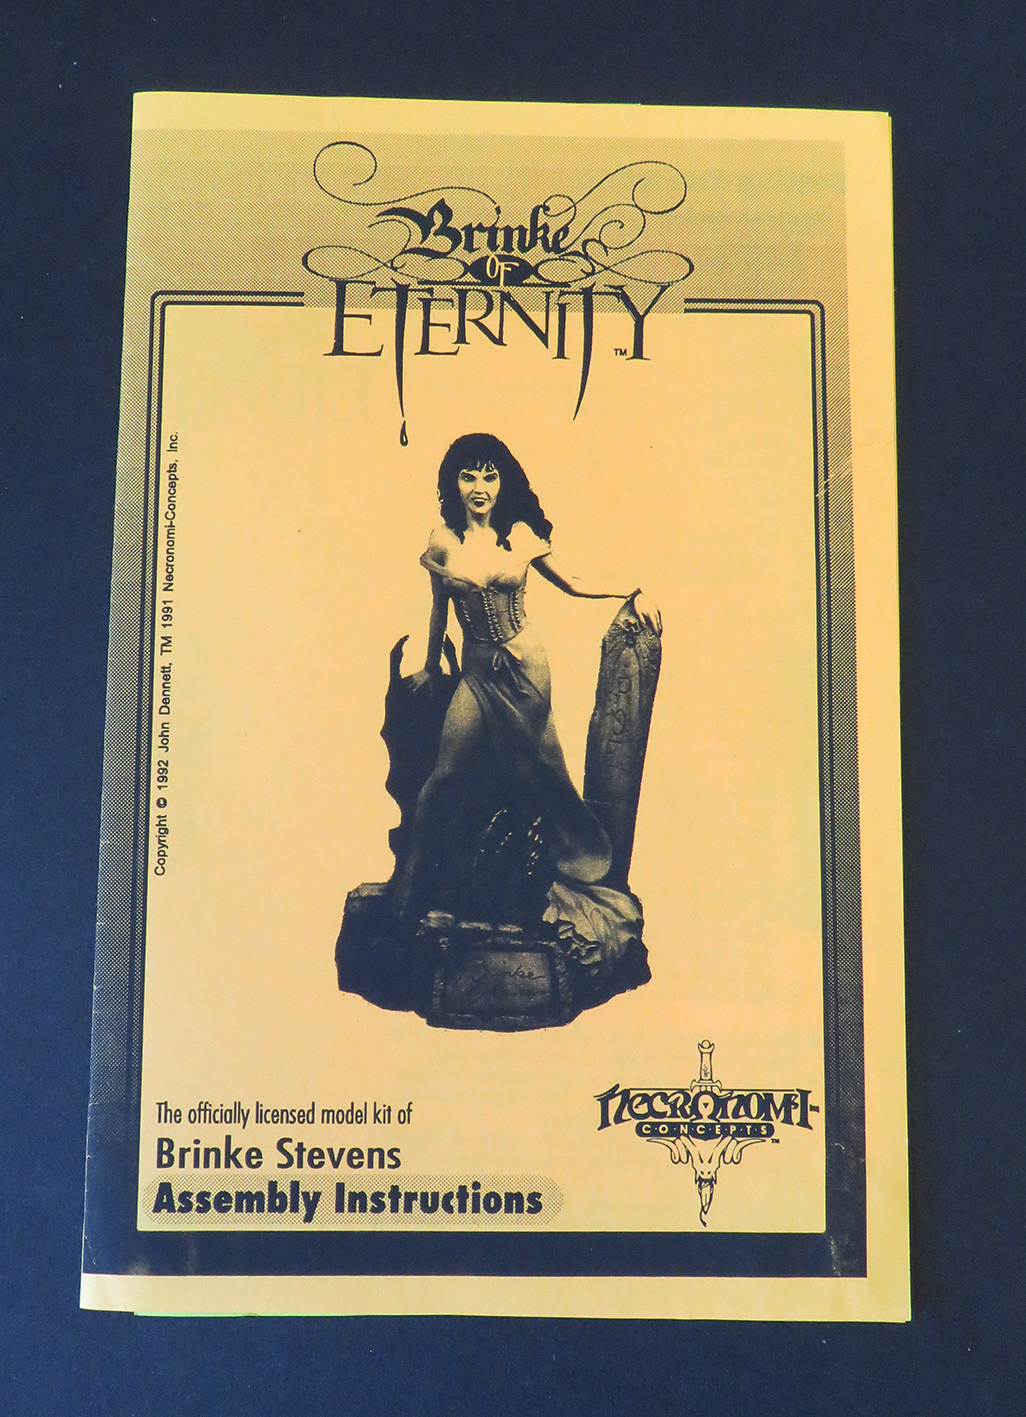 Brinke
OF
ETERNiTY
TM
Copyright © 1992 John Dennett, TM 1991 Necronomi-Concepts, Inc.
Brinke
The officially licensed model kit of
Brinke Stevens
Assembly Instructions
NECRONOMI-
C·O·N·C·E·P·T·S
TM